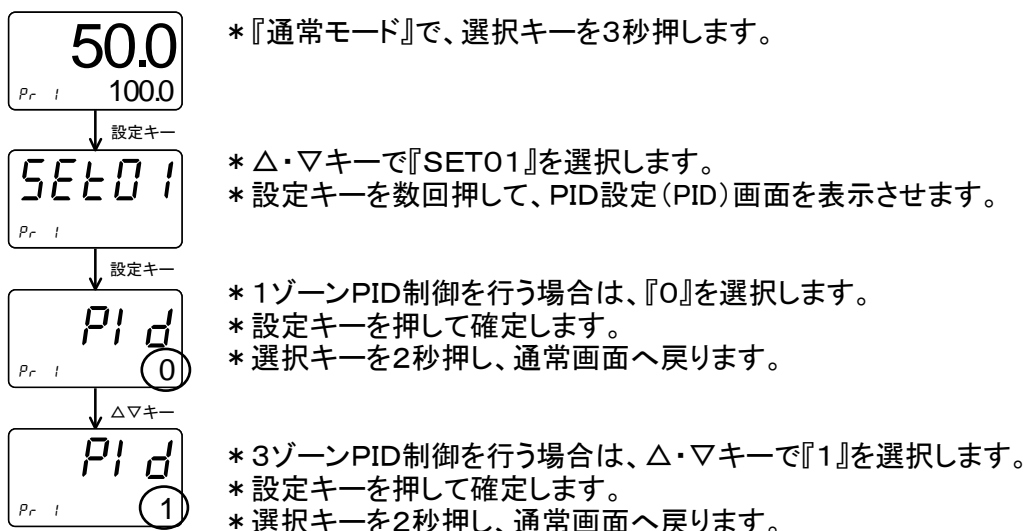 50.0
Pr 1 100.0
＊『通常モード』で、選択キーを３秒押します。
設定キー
SEt01
Pr 1
＊△・▽キーで『ＳＥＴ０１』を選択します。
＊設定キーを数回押して、PID設定（PID）画面を表示させます。
設定キー
PId
Pr 1 0
＊１ゾーンPID制御を行う場合は、『０』を選択します。
＊設定キーを押して確定します。
＊選択キーを２秒押し、通常画面へ戻ります。
△▽キー
PId
Pr 1 1
＊３ゾーンPID制御を行う場合は、△・▽キーで『１』を選択します。
＊設定キーを押して確定します。
＊選択キーを２秒押し、通常画面へ戻ります。